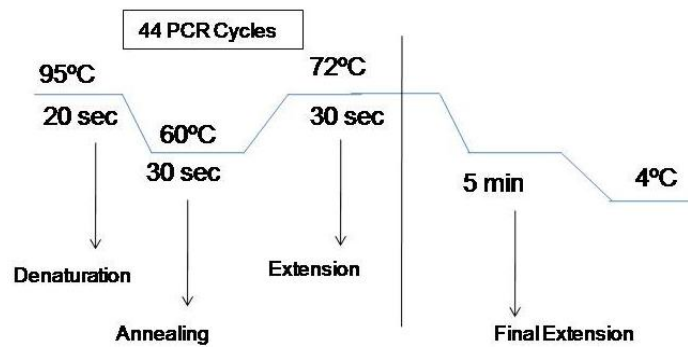 44 PCR Cycles
95ºC
72ºC
20 sec
60ºC
30 sec
30 sec
5 min
4ºC
Denaturation
Extension
Annealing
Final Extension